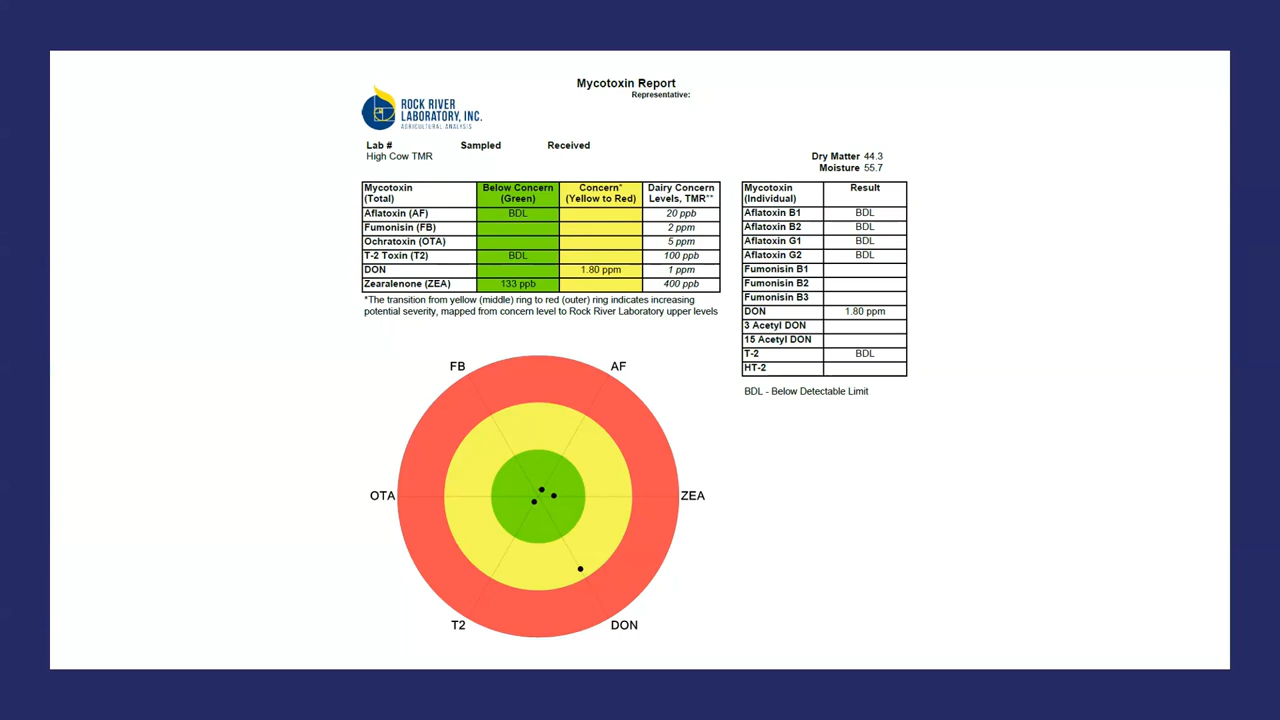 Mycotoxin Report
Representative:
ROCK RIVER
LABORATORY, INC.
AGRICULTURAL ANALYSIS
Lab # Sampled Received
High Cow TMR
Dry Matter 44.3
Moisture 55.7
Mycotoxin (Total) Below Concern (Green) Concern* (Yellow to Red) Dairy Concern Levels, TMR**
Aflatoxin (AF) BDL 20 ppb
Fumonisin (FB) 2 ppm
Ochratoxin (OTA) 5 ppm
T-2 Toxin (T2) BDL 100 ppb
DON 1.80 ppm 1 ppm
Zearalenone (ZEA) 133 ppb 400 ppb
*The transition from yellow (middle) ring to red (outer) ring indicates increasing
potential severity, mapped from concern level to Rock River Laboratory upper levels
Mycotoxin (Individual) Result
Aflatoxin B1 BDL
Aflatoxin B2 BDL
Aflatoxin G1 BDL
Aflatoxin G2 BDL
Fumonisin B1
Fumonisin B2
Fumonisin B3
DON 1.80 ppm
3 Acetyl DON
15 Acetyl DON
T-2 BDL
HT-2
BDL - Below Detectable Limit
FB AF
OTA ZEA
T2 DON